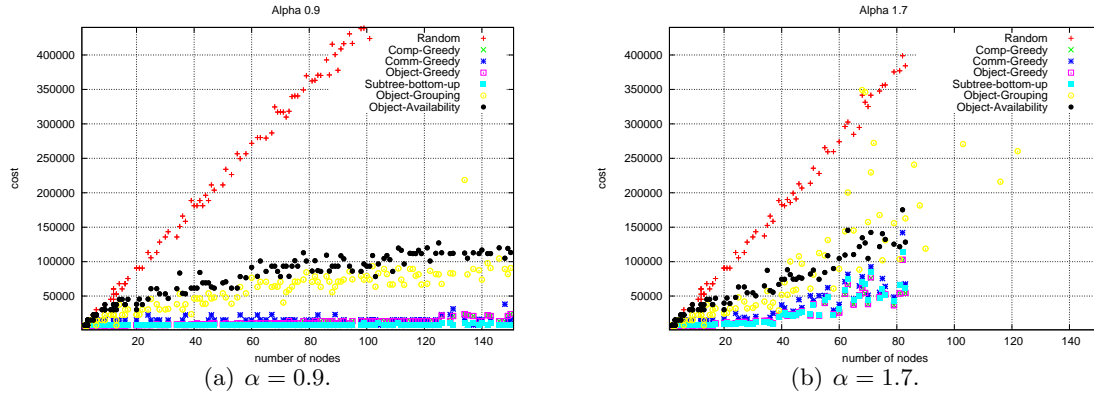 Alpha 0.9
400000
350000
300000
250000
200000
150000
100000
50000
cost
20
40
60
80
100
120
140
number of nodes
Random
Comp-Greedy
Comm-Greedy
Object-Greedy
Subtree-bottom-up
Object-Grouping
Object-Availability
(a) α = 0.9.
Alpha 1.7
400000
350000
300000
250000
200000
150000
100000
50000
cost
20
40
60
80
100
120
140
number of nodes
Random
Comp-Greedy
Comm-Greedy
Object-Greedy
Subtree-bottom-up
Object-Grouping
Object-Availability
(b) α = 1.7.